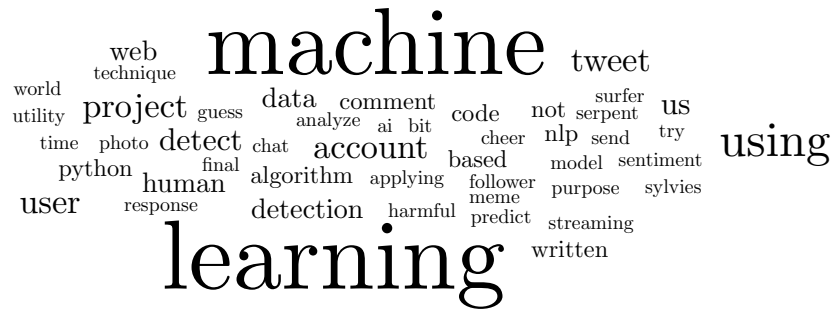 machine
web
tweet
technique
world
data
comment
surfer
utility
project
guess
code
not
serpent
us
analyze
ai
bit
time
photo
detect
chat
account
cheer
nlp
send
try
using
python
final
based
model
sentiment
human
algorithm
applying
follower
purpose
sylvies
user
response
detection
harmful
meme
predict
streaming
learning
written